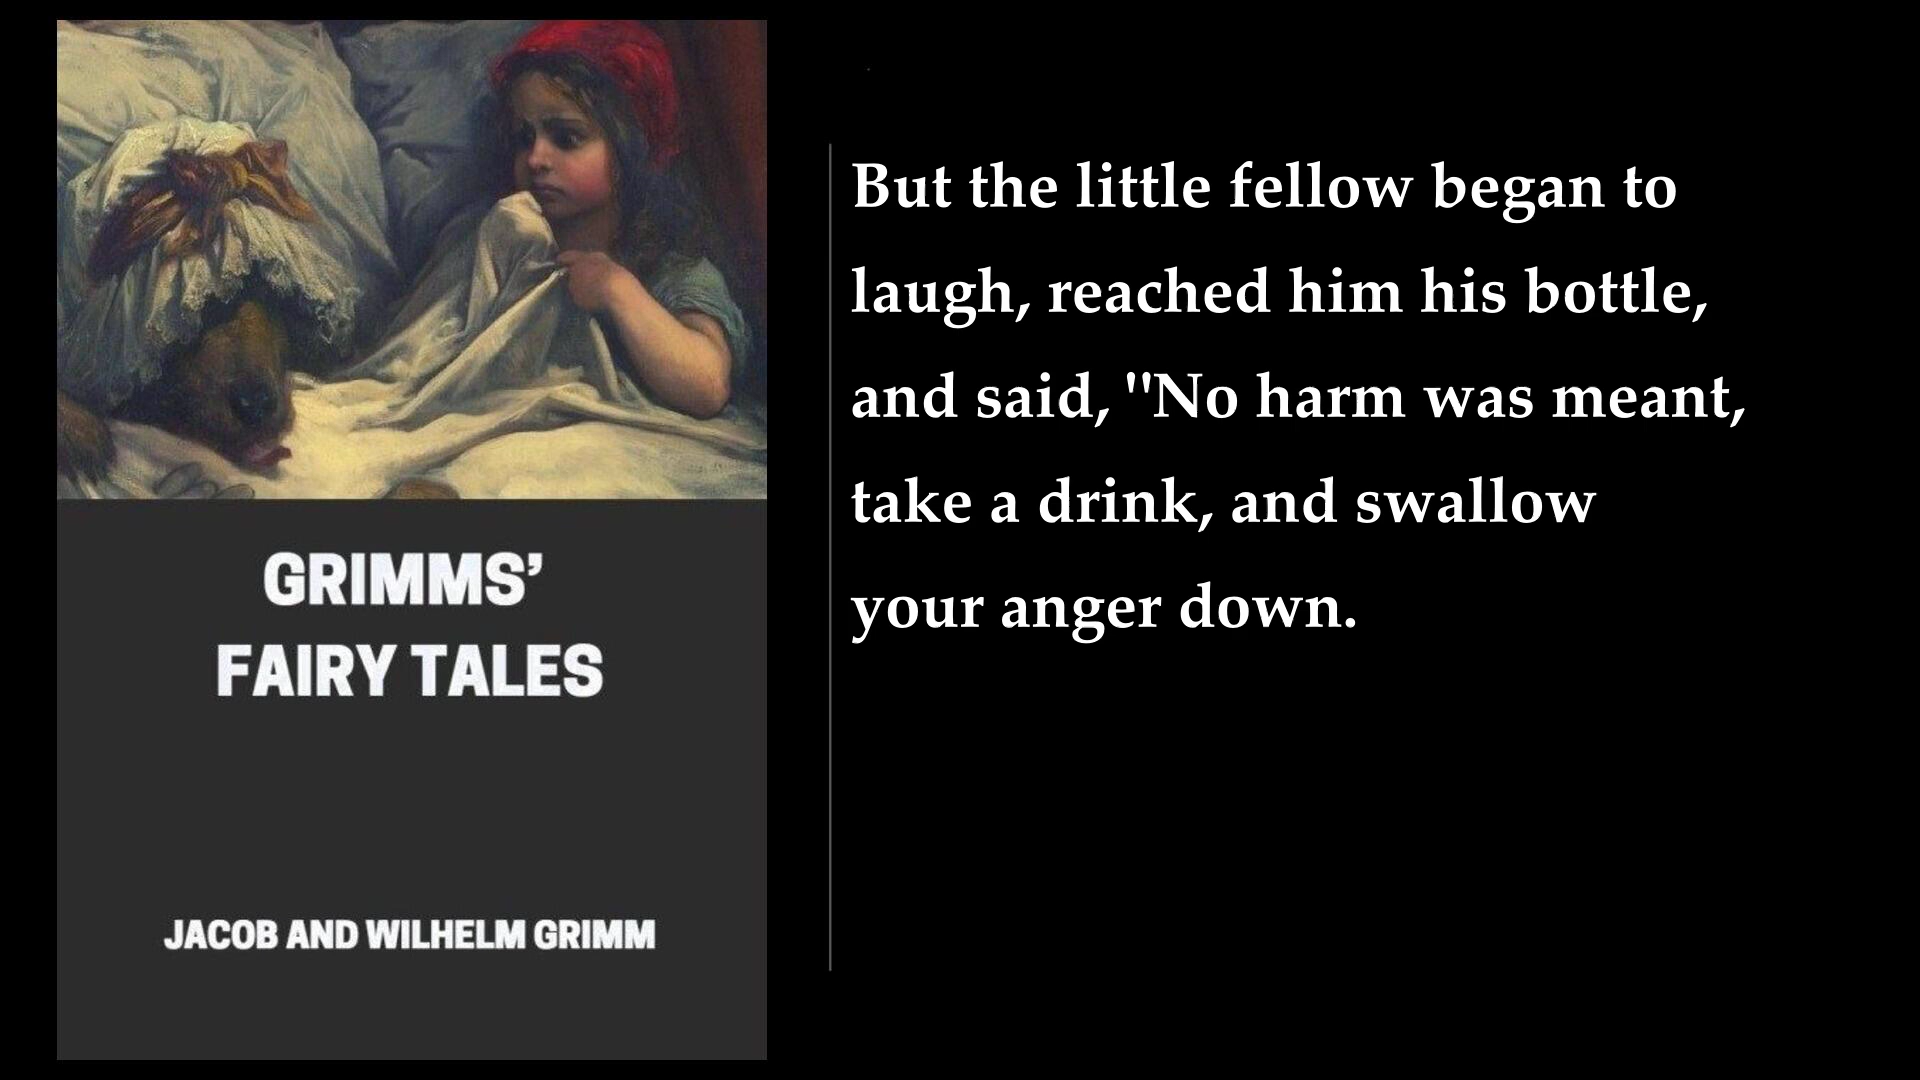 GRIMMS’
FAIRY TALES
JACOB AND WILHELM GRIMM
But the little fellow began to
laugh, reached him his bottle,
and said, "No harm was meant,
take a drink, and swallow
your anger down.